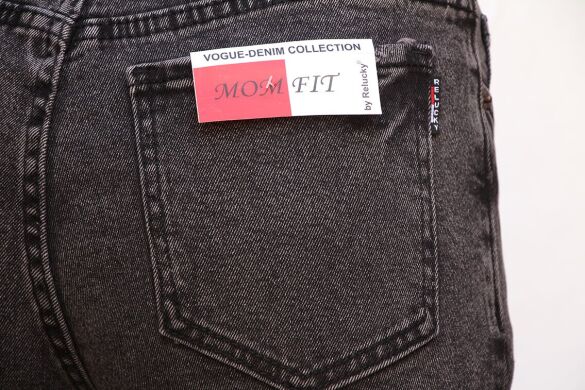 VOGUE-DENIM COLLECTION
MOM FIT
by Relucky®
RELUCKY